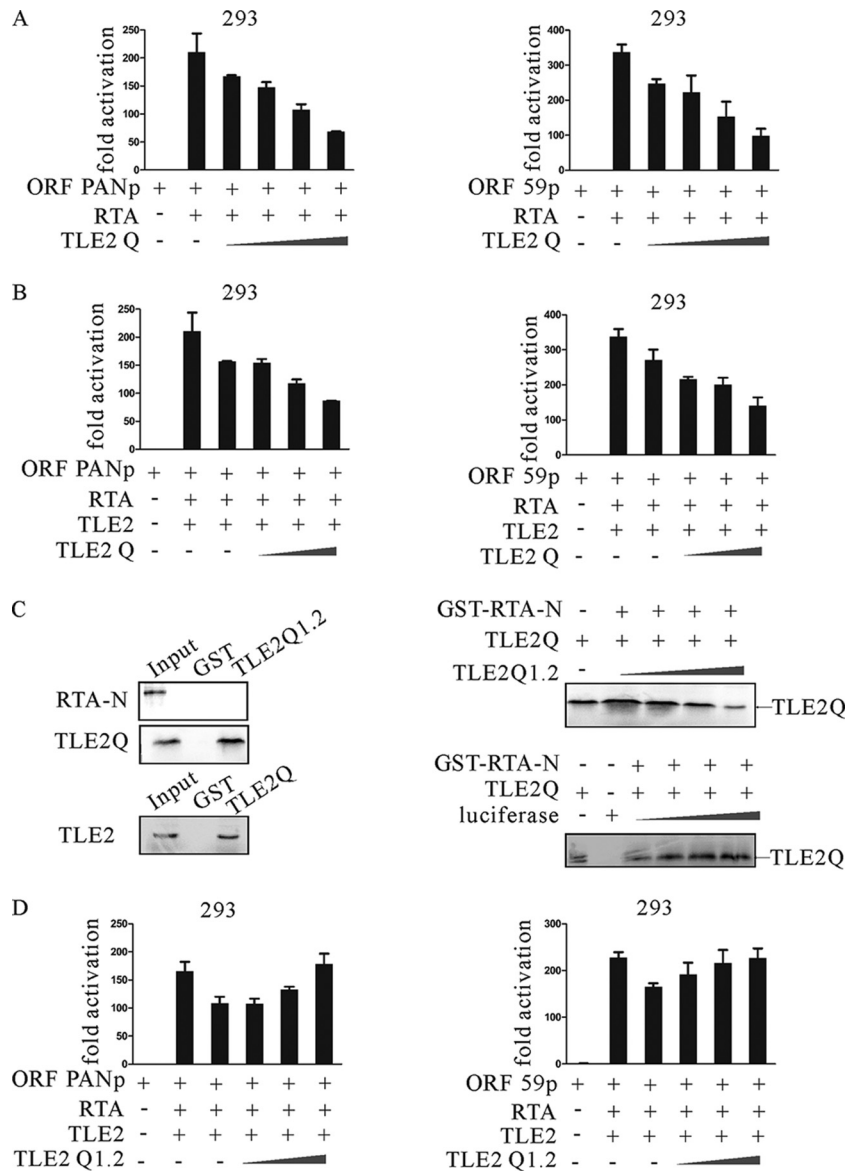 A
293
fold activation
250
200
150
100
50
0
ORF PANp + + + + + +
RTA - + + + + +
TLE2 Q - -
293
fold activation
400
300
200
100
0
ORF 59p + + + + + +
RTA - + + + + +
TLE2 Q - -
B
293
fold activation
250
200
150
100
50
0
ORF PANp + + + + + +
RTA - + + + + +
TLE2 - + + + + +
TLE2 Q - - -
293
fold activation
400
300
200
100
0
ORF 59p + + + + + +
RTA - + + + + +
TLE2 - + + + + +
TLE2 Q - - -
C
Input GST TLE2Q1.2
RTA-N
TLE2Q
Input GST TLE2Q
TLE2
GST-RTA-N - + + + +
TLE2Q + + + + +
TLE2Q1.2 -
TLE2Q
GST-RTA-N - - + + + +
TLE2Q + - + + + +
luciferase - +
TLE2Q
D
293
fold activation
250
200
150
100
50
0
ORF PANp + + + + + +
RTA - + + + + +
TLE2 - + + + + +
TLE2 Q1.2 - - -
293
fold activation
300
200
100
0
ORF 59p + + + + + +
RTA - + + + + +
TLE2 - + + + + +
TLE2 Q1.2 - - -